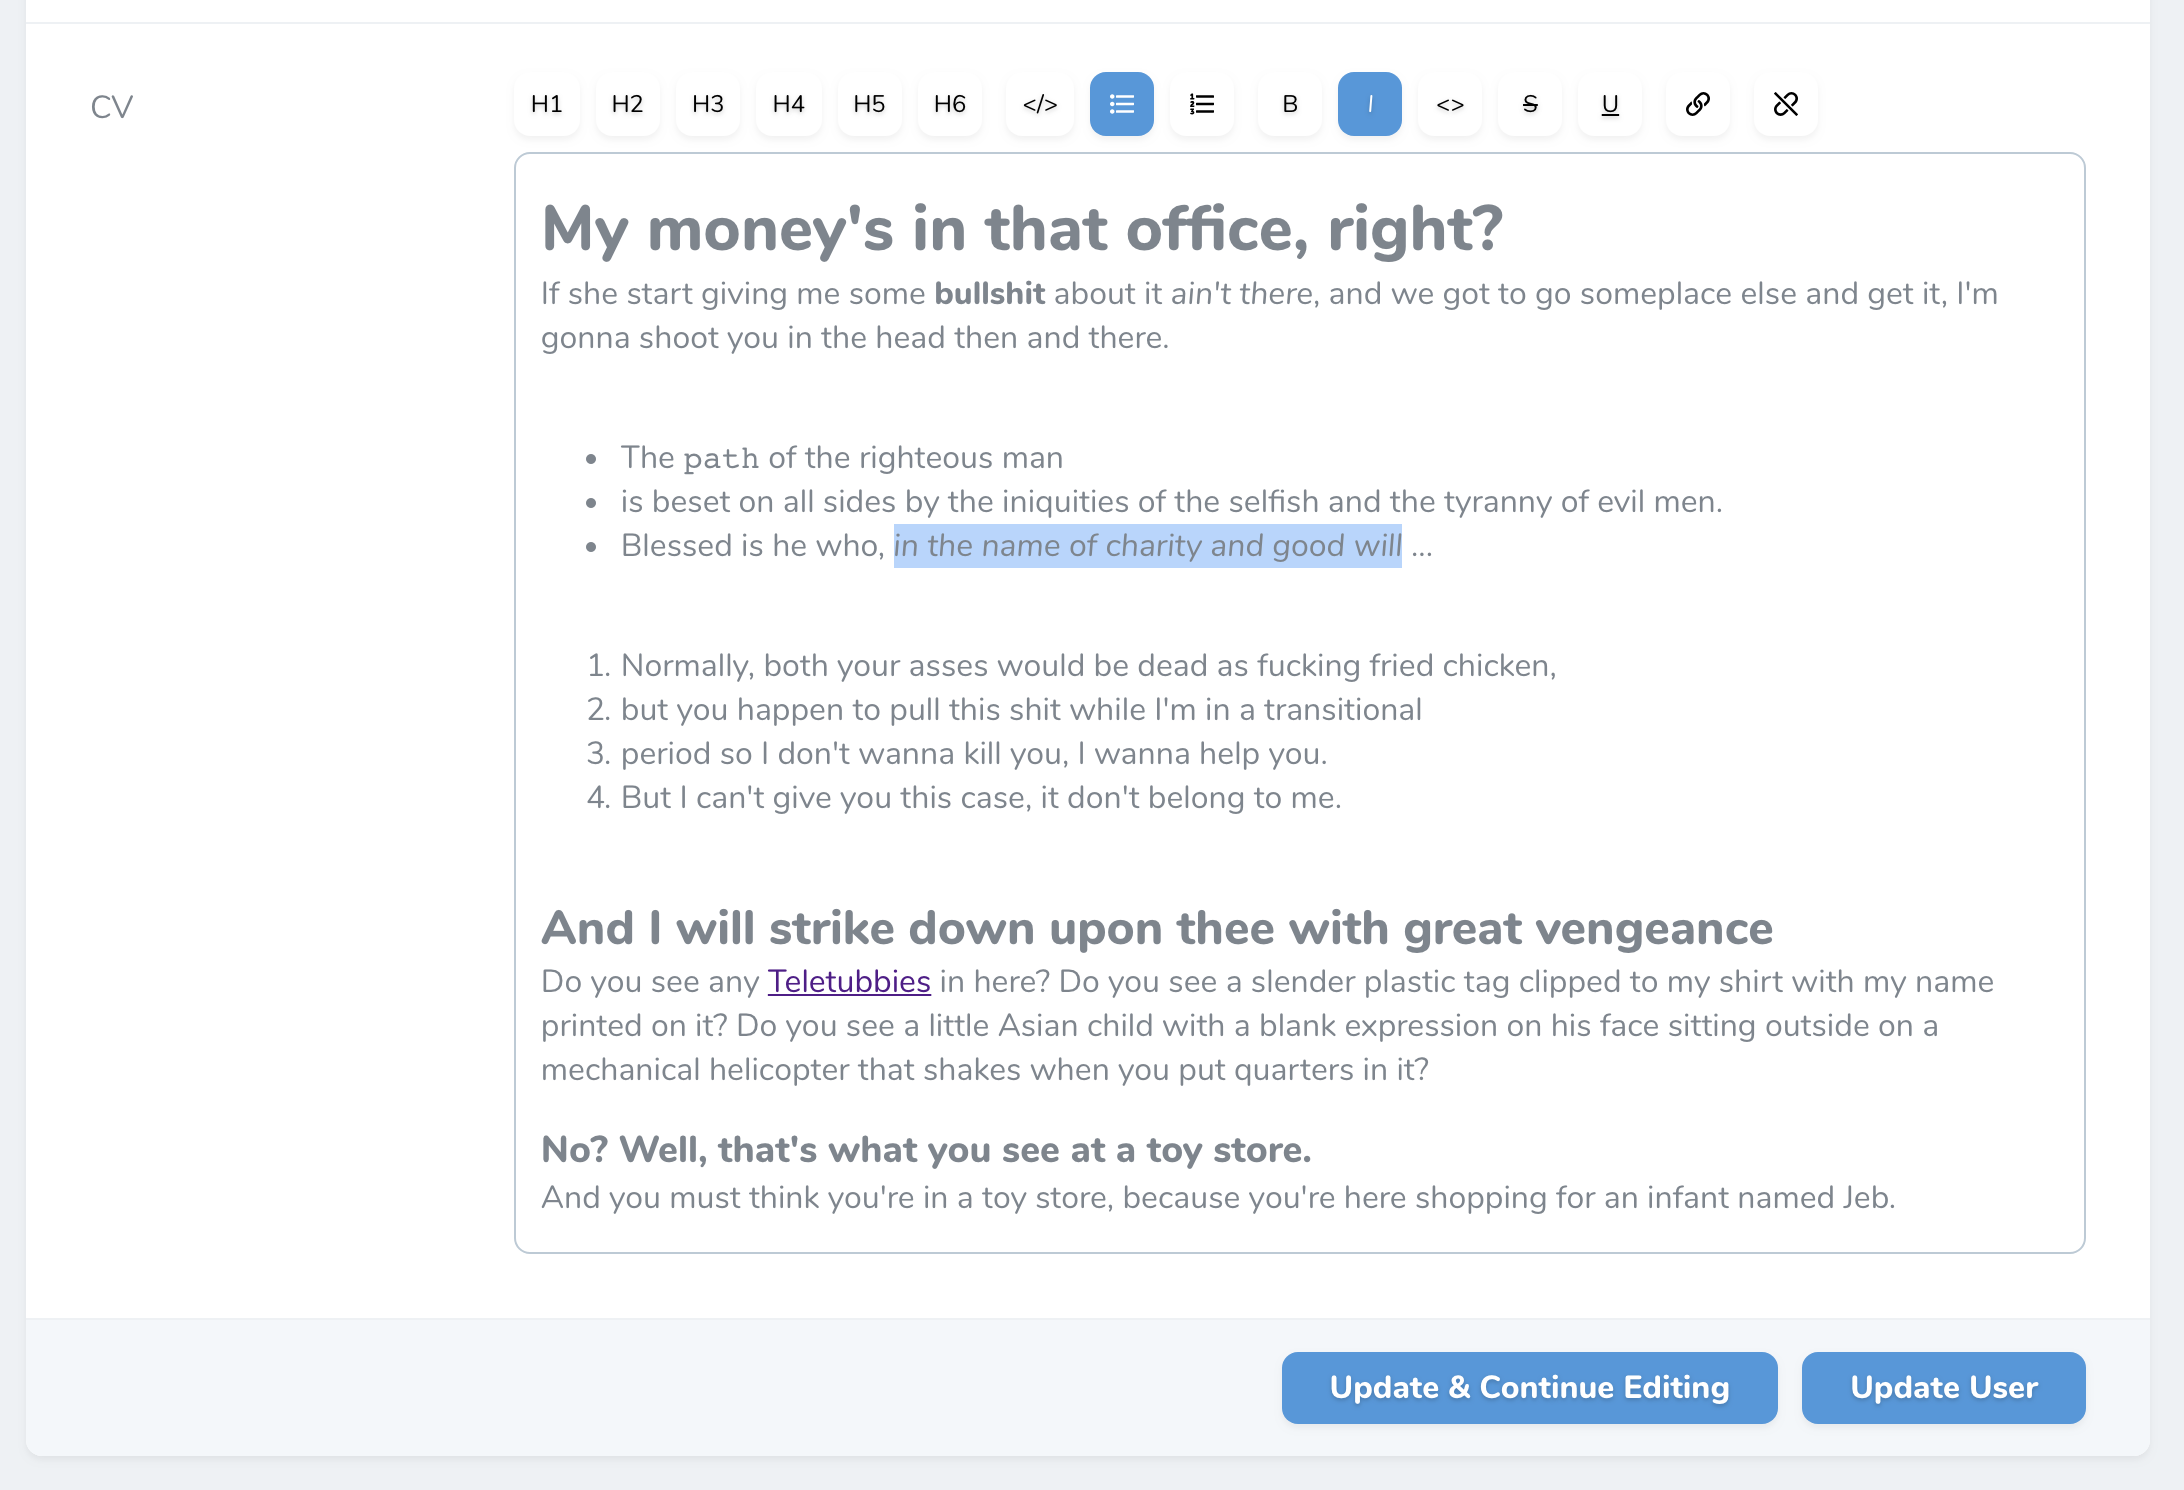 CV
H1 H2 H3 H4 H5 H6 </> B I <> S U
My money's in that office, right?
If she start giving me some bullshit about it ain't there, and we got to go someplace else and get it, I'm
gonna shoot you in the head then and there.
• The path of the righteous man
• is beset on all sides by the iniquities of the selfish and the tyranny of evil men.
• Blessed is he who, in the name of charity and good will ...
1. Normally, both your asses would be dead as fucking fried chicken,
2. but you happen to pull this shit while I'm in a transitional
3. period so I don't wanna kill you, I wanna help you.
4. But I can't give you this case, it don't belong to me.
And I will strike down upon thee with great vengeance
Do you see any Teletubbies in here? Do you see a slender plastic tag clipped to my shirt with my name
printed on it? Do you see a little Asian child with a blank expression on his face sitting outside on a
mechanical helicopter that shakes when you put quarters in it?
No? Well, that's what you see at a toy store.
And you must think you're in a toy store, because you're here shopping for an infant named Jeb.
Update & Continue Editing Update User